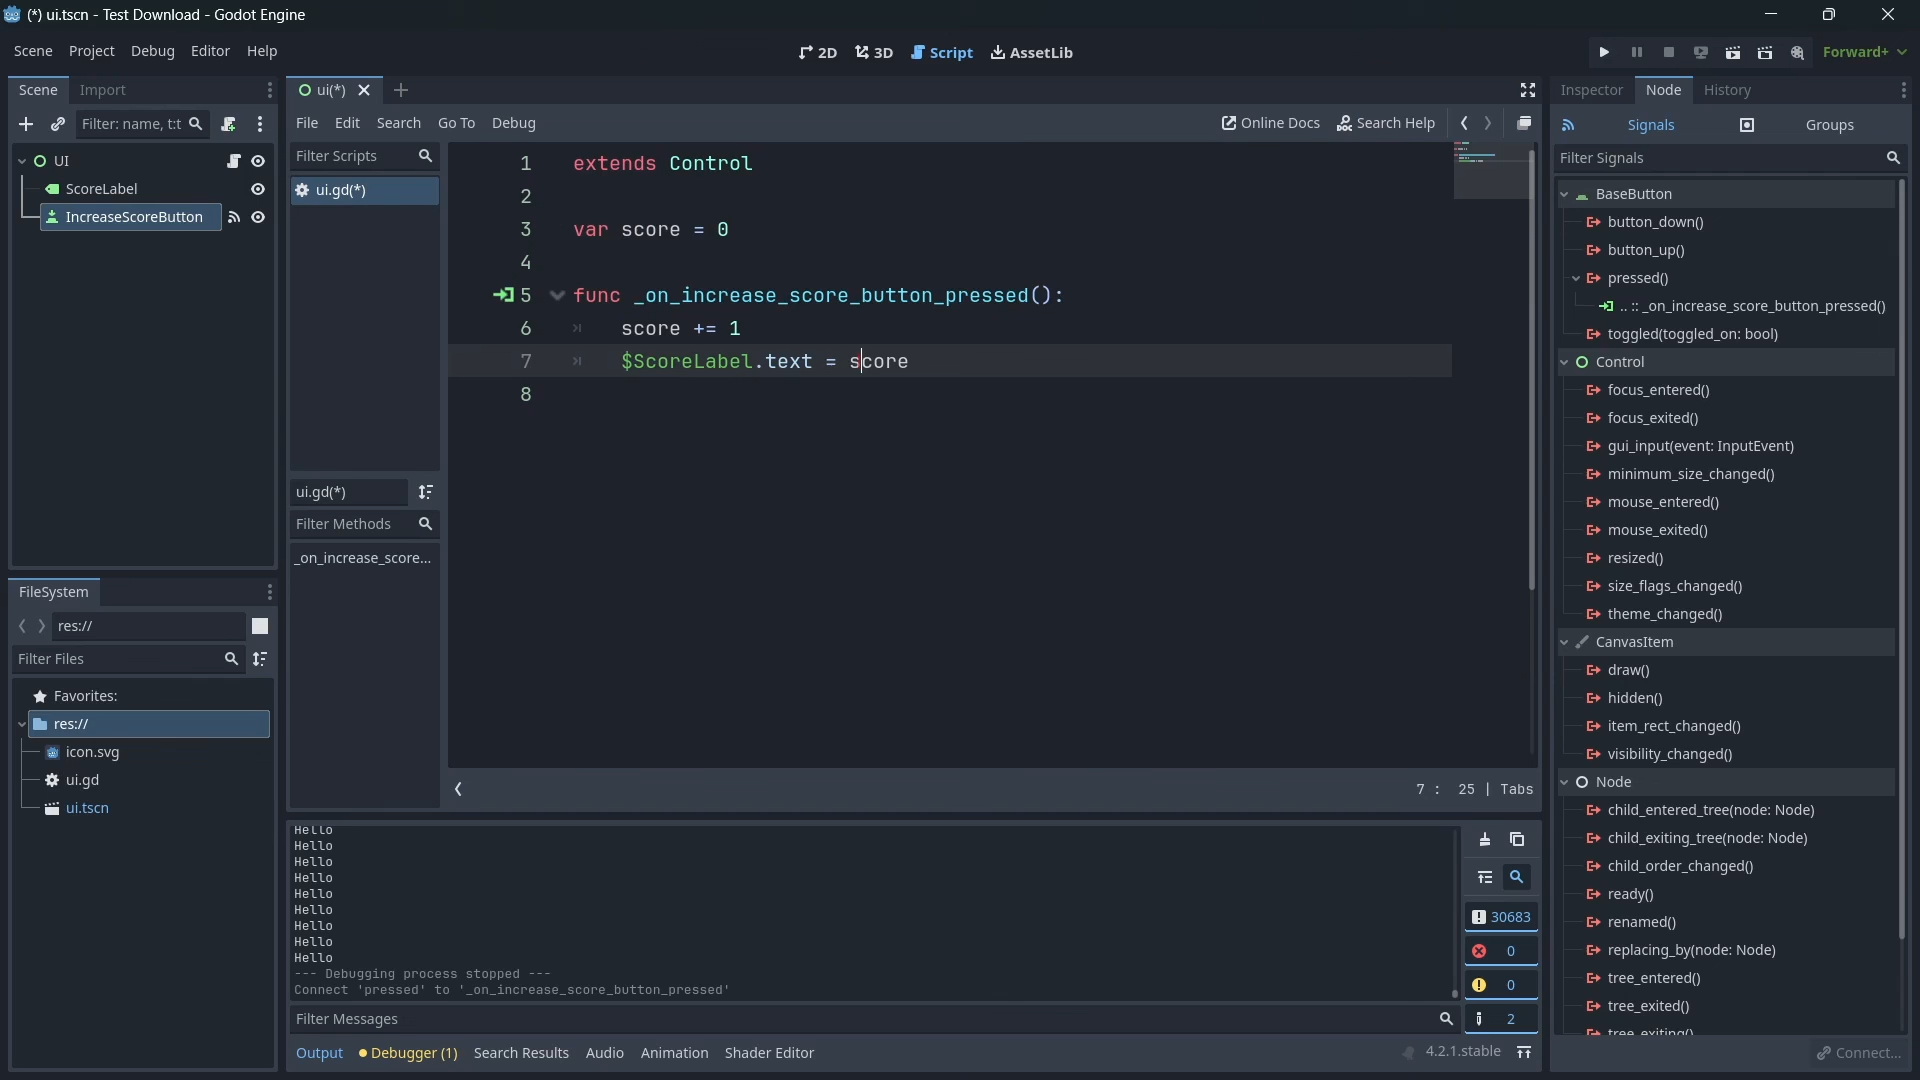 (*) ui.tscn - Test Download - Godot Engine
Scene Project Debug Editor Help
2D 3D Script AssetLib
Forward+
Scene Import
Filter: name, t:t
UI
ScoreLabel
IncreaseScoreButton
FileSystem
res://
Filter Files
Favorites:
res://
icon.svg
ui.gd
ui.tscn
ui(*)
File Edit Search Go To Debug
Online Docs Search Help
Filter Scripts
ui.gd(*)
ui.gd(*)
Filter Methods
_on_increase_score...
1 extends Control
2
3 var score = 0
4
5 func _on_increase_score_button_pressed():
6 score += 1
7 $ScoreLabel.text = score
8
7 : 25 | Tabs
Hello
Hello
Hello
Hello
Hello
Hello
Hello
Hello
Hello
--- Debugging process stopped ---
Connect 'pressed' to '_on_increase_score_button_pressed'
30683
0
0
2
Filter Messages
Output Debugger (1) Search Results Audio Animation Shader Editor
4.2.1.stable
Inspector Node History
Signals Groups
Filter Signals
BaseButton
button_down()
button_up()
pressed()
.. :: _on_increase_score_button_pressed()
toggled(toggled_on: bool)
Control
focus_entered()
focus_exited()
gui_input(event: InputEvent)
minimum_size_changed()
mouse_entered()
mouse_exited()
resized()
size_flags_changed()
theme_changed()
CanvasItem
draw()
hidden()
item_rect_changed()
visibility_changed()
Node
child_entered_tree(node: Node)
child_exiting_tree(node: Node)
child_order_changed()
ready()
renamed()
replacing_by(node: Node)
tree_entered()
tree_exited()
tree_exiting()
Connect...